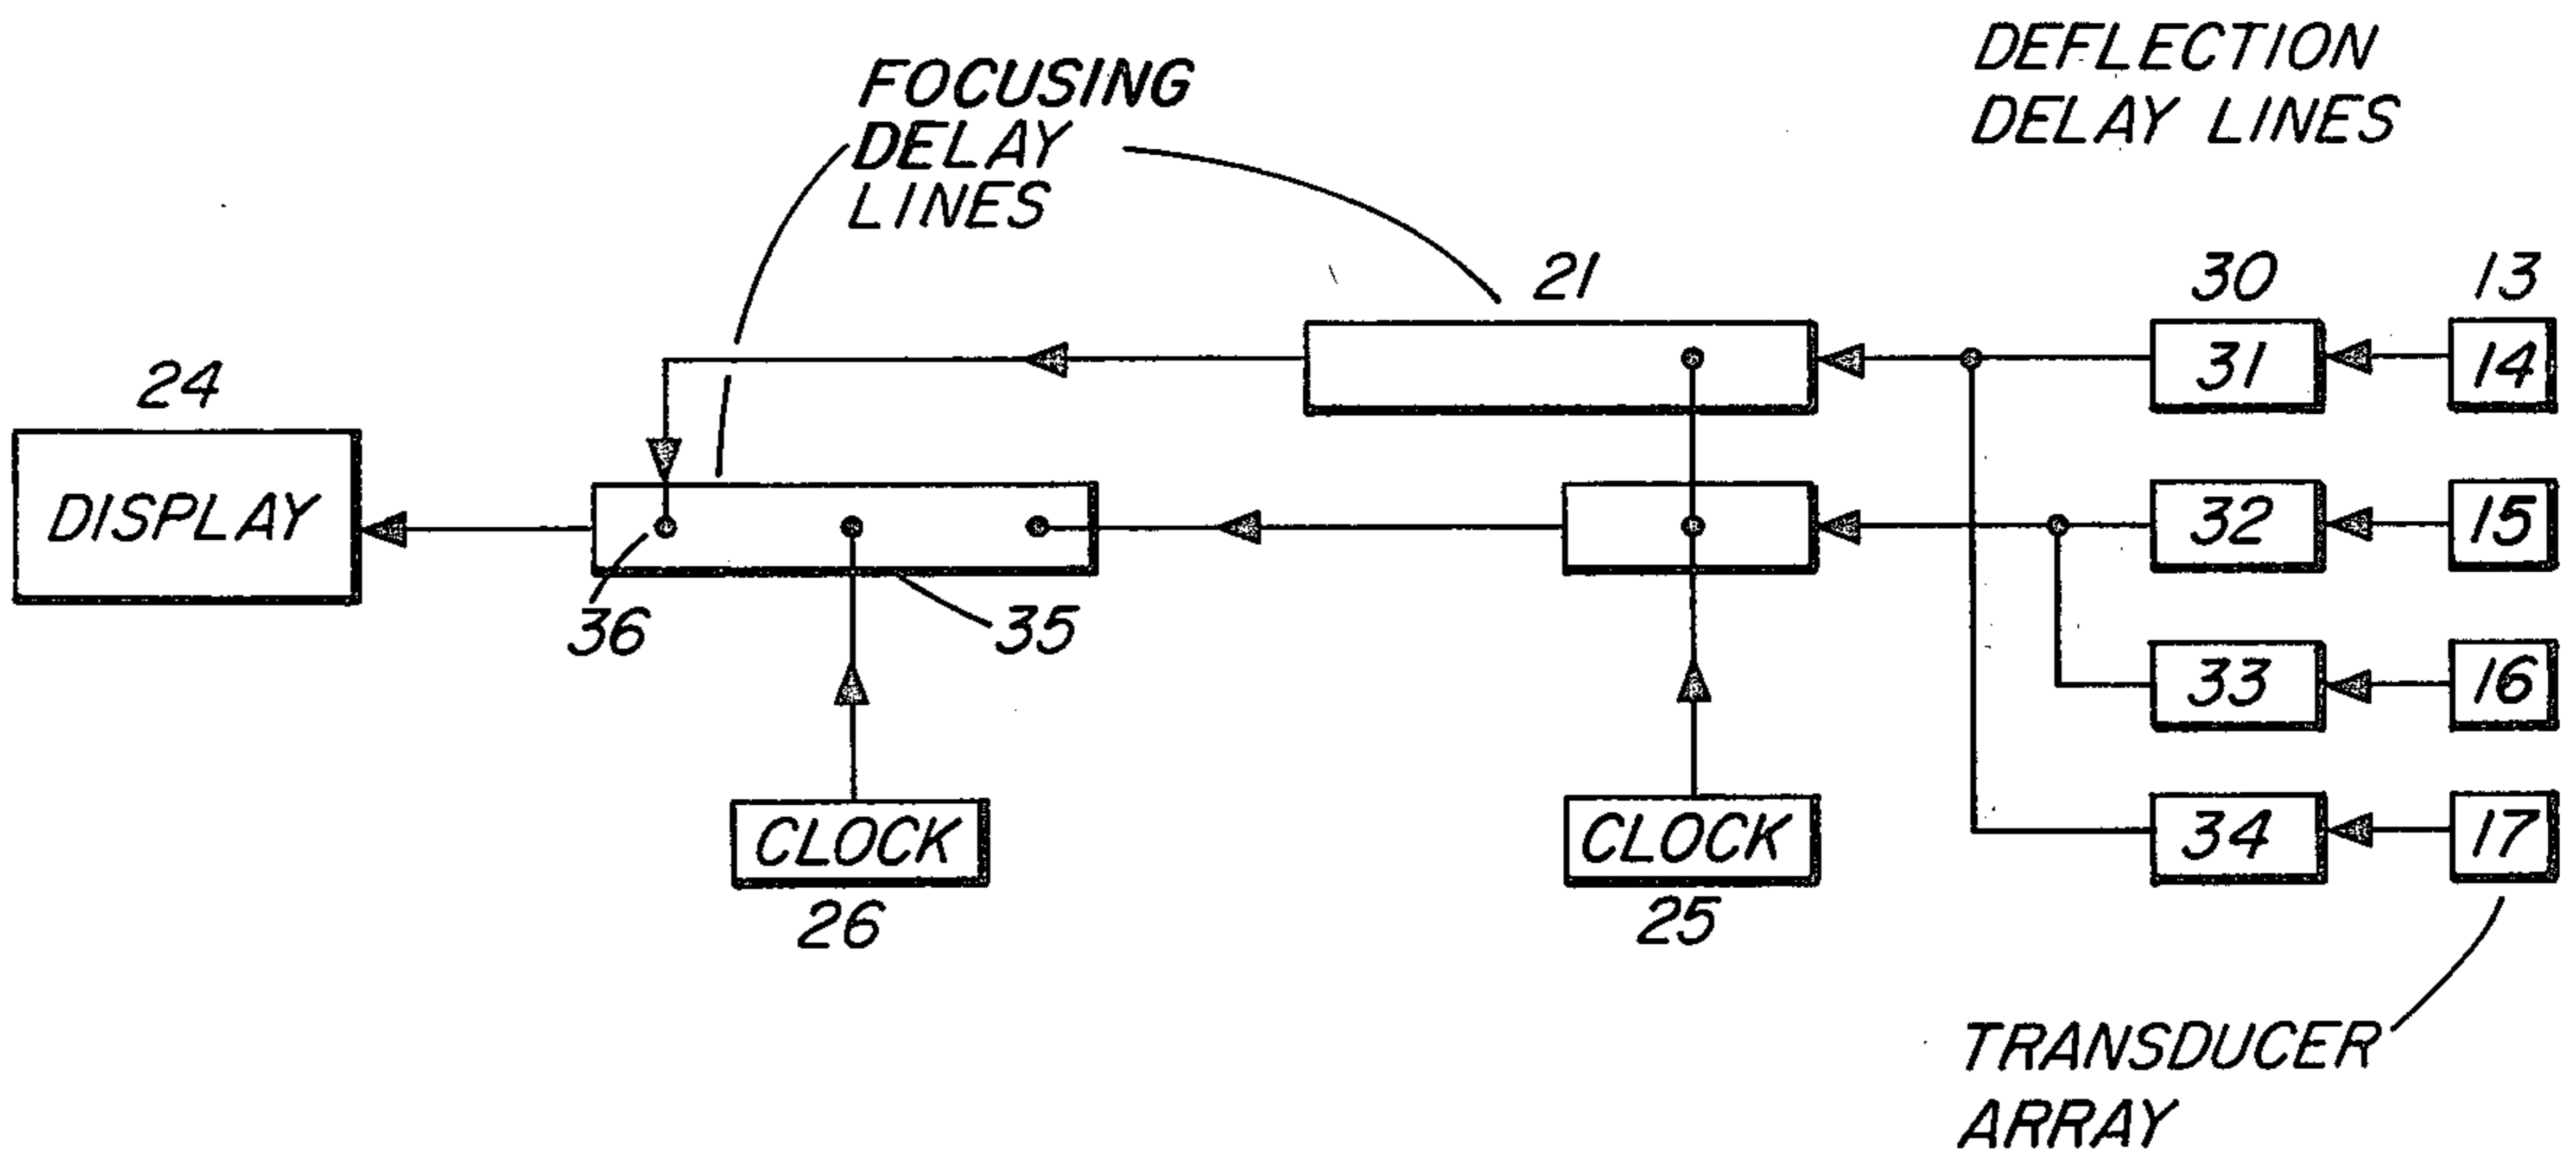 DEFLECTION
DELAY LINES
FOCUSING
DELAY
LINES
21
30
13
31
14
24
DISPLAY
32
15
36
35
33
16
CLOCK
CLOCK
34
17
26
25
TRANSDUCER
ARRAY